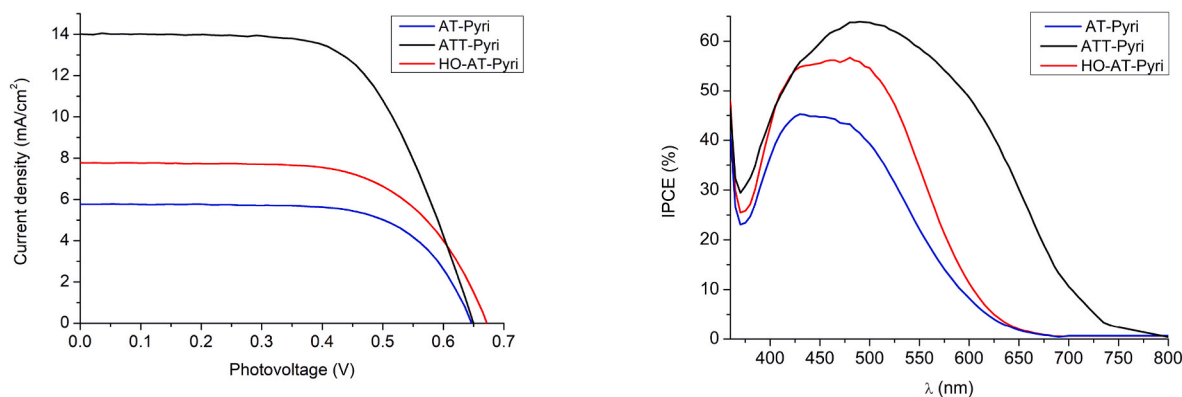 14
12
10
8
6
4
2
0
Current density (mA/cm²)
0.0 0.1 0.2 0.3 0.4 0.5 0.6 0.7
Photovoltage (V)
AT-Pyri
ATT-Pyri
HO-AT-Pyri
60
50
40
30
20
10
0
IPCE (%)
400 450 500 550 600 650 700 750 800
λ (nm)
AT-Pyri
ATT-Pyri
HO-AT-Pyri